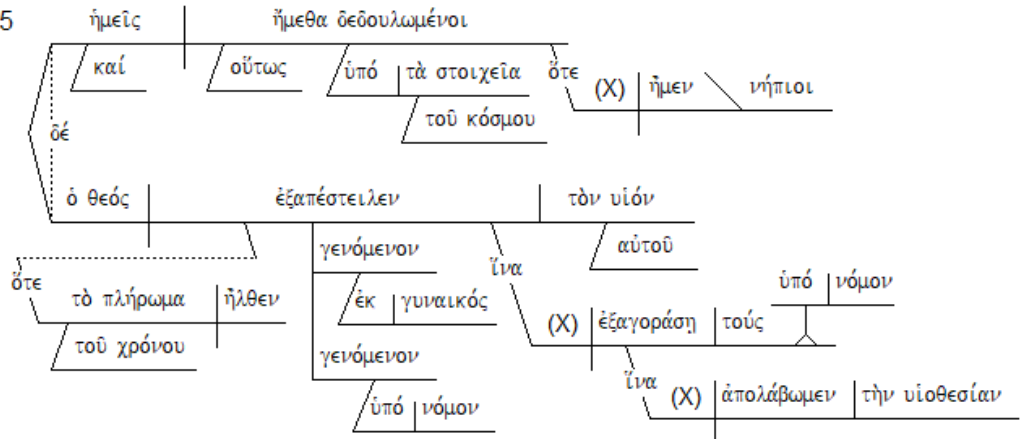 5 ἡμεῖς ἤμεθα δεδουλωμένοι
καί οὕτως ὑπό τὰ στοιχεῖα ὅτε (X) ἦμεν νήπιοι
τοῦ κόσμου
δέ
ὁ θεός ἐξαπέστειλεν τὸν υἱόν
γενόμενον ἵνα αὐτοῦ
ὅτε τὸ πλήρωμα ἦλθεν ἐκ γυναικός ὑπό νόμον
τοῦ χρόνου (X) ἐξαγοράσῃ τούς
γενόμενον
ὑπό νόμον ἵνα (X) ἀπολάβωμεν τὴν υἱοθεσίαν